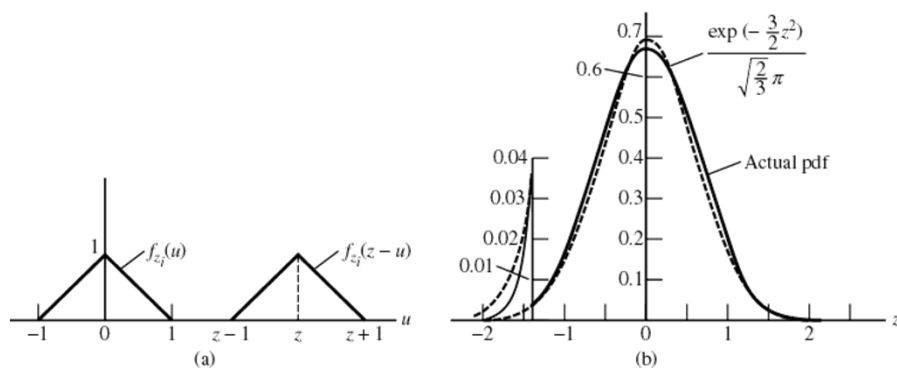 1
f_{z_i}(u)
f_{z_i}(z − u)
−1 0 1 z − 1 z z + 1 u
(a)
0.7
0.6
0.5
0.4
0.3
0.2
0.1
0.04
0.03
0.02
0.01
exp (− 3/2 z²)
√(2/3) π
Actual pdf
−2 −1 0 1 2 z
(b)